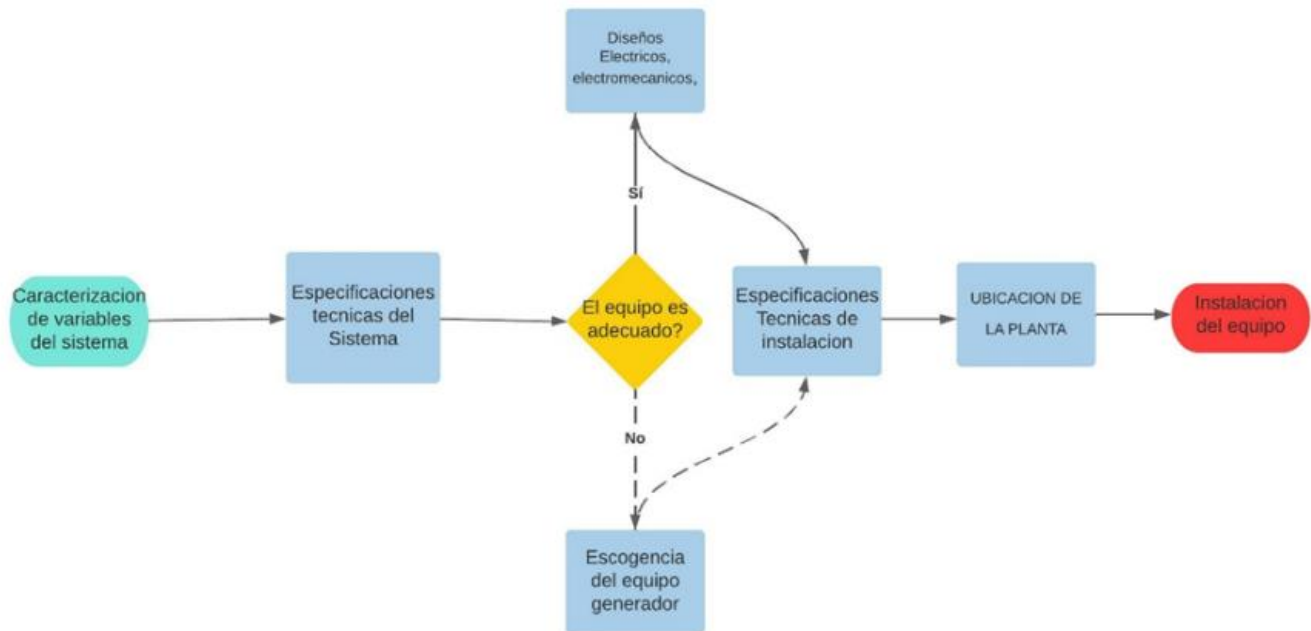 Diseños
Electricos,
electromecanicos,
Sí
Caracterizacion
de variables
del sistema
Especificaciones
tecnicas del
Sistema
El equipo es
adecuado?
Especificaciones
Tecnicas de
instalacion
UBICACION DE
LA PLANTA
Instalacion
del equipo
No
Escogencia
del equipo
generador